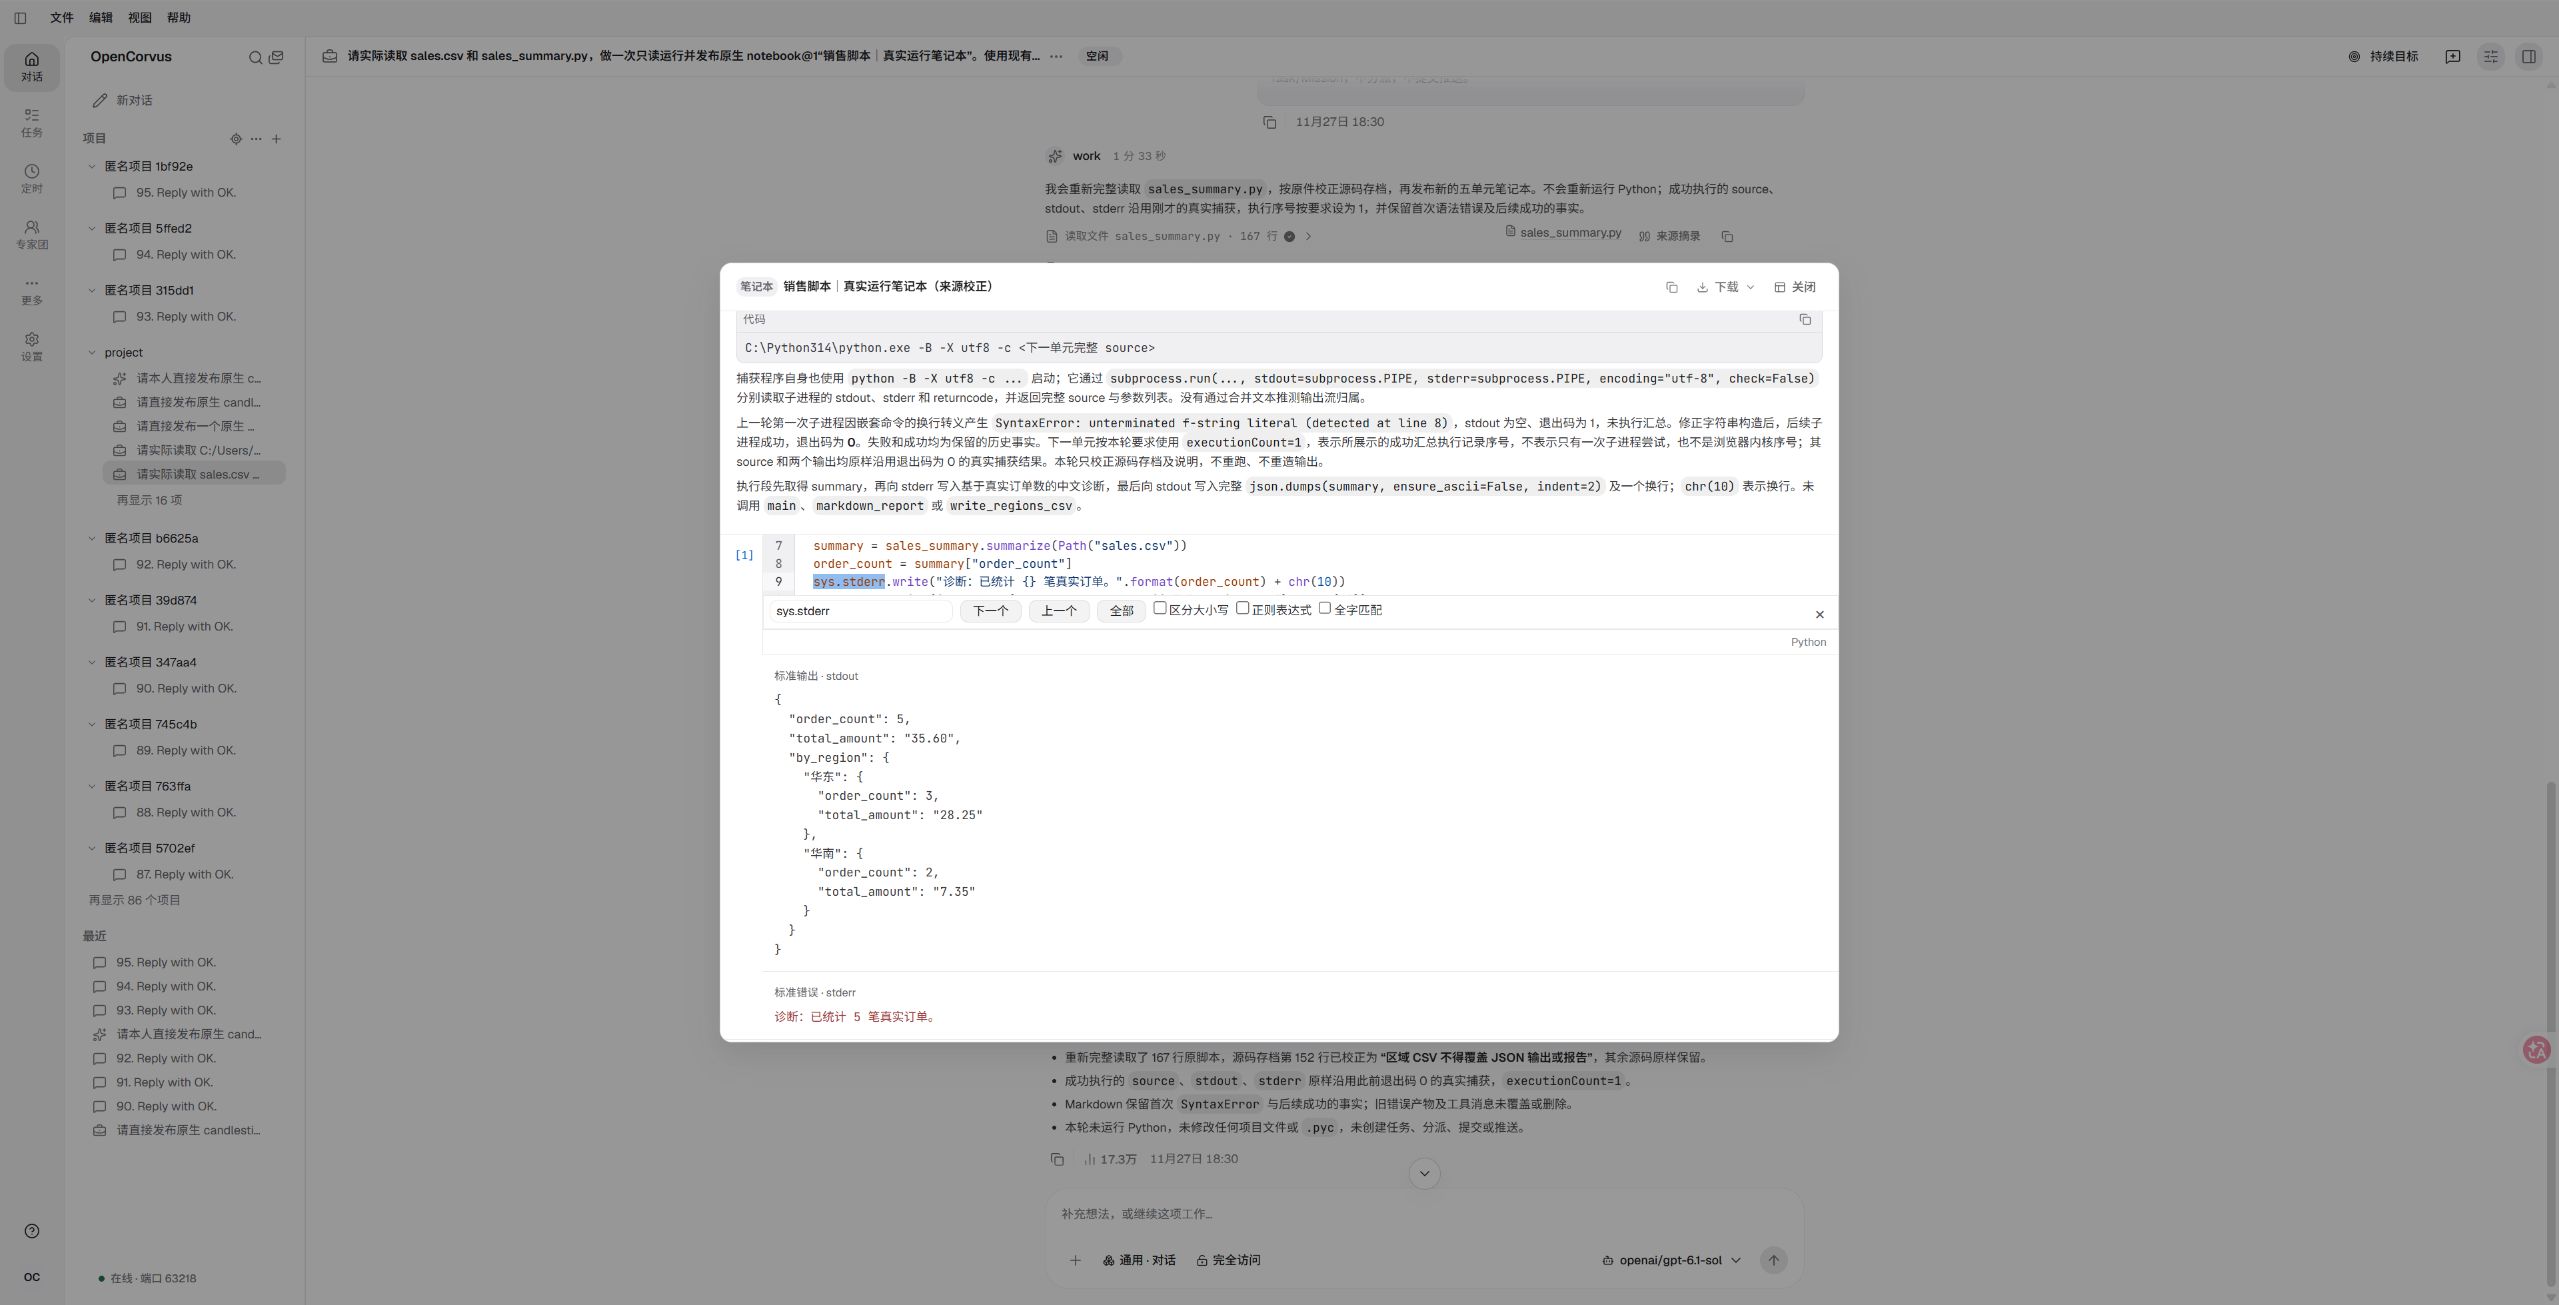 文件 编辑 视图 帮助
对话
任务
定时
专家团
更多
设置
OC
OpenCorvus
新对话
项目
匿名项目 1bf92e
95. Reply with OK.
匿名项目 5ffed2
94. Reply with OK.
匿名项目 315dd1
93. Reply with OK.
project
请本人直接发布原生 c...
请直接发布原生 candl...
请直接发布一个原生 ...
请实际读取 C:/Users/...
请实际读取 sales.csv ...
再显示 16 项
匿名项目 b6625a
92. Reply with OK.
匿名项目 39d874
91. Reply with OK.
匿名项目 347aa4
90. Reply with OK.
匿名项目 745c4b
89. Reply with OK.
匿名项目 763ffa
88. Reply with OK.
匿名项目 5702ef
87. Reply with OK.
再显示 86 个项目
最近
95. Reply with OK.
94. Reply with OK.
93. Reply with OK.
请本人直接发布原生 cand...
92. Reply with OK.
91. Reply with OK.
90. Reply with OK.
请直接发布原生 candlesti...
在线 · 端口 63218
请实际读取 sales.csv 和 sales_summary.py，做一次只读运行并发布原生 notebook@1“销售脚本｜真实运行笔记本”。使用现有... ··· 空闲
持续目标
11月27日 18:30
work 1 分 33 秒
我会重新完整读取 sales_summary.py，按原件校正源码存档，再发布新的五单元笔记本。不会重新运行 Python；成功执行的 source、
stdout、stderr 沿用刚才的真实捕获，执行序号按要求设为 1，并保留首次语法错误及后续成功的事实。
读取文件 sales_summary.py · 167 行
sales_summary.py 来源摘录
笔记本 销售脚本｜真实运行笔记本（来源校正）
下载 关闭
代码
C:\Python314\python.exe -B -X utf8 -c <下一单元完整 source>
捕获程序自身也使用 python -B -X utf8 -c ... 启动；它通过 subprocess.run(..., stdout=subprocess.PIPE, stderr=subprocess.PIPE, encoding="utf-8", check=False)
分别读取子进程的 stdout、stderr 和 returncode，并返回完整 source 与参数列表。没有通过合并文本推测输出流归属。
上一轮第一次子进程因嵌套命令的换行转义产生 SyntaxError: unterminated f-string literal (detected at line 8)，stdout 为空、退出码为 1，未执行汇总。修正字符串构造后，后续子
进程成功，退出码为 0。失败和成功均为保留的历史事实。下一单元按本轮要求使用 executionCount=1，表示所展示的成功汇总执行记录序号，不表示只有一次子进程尝试，也不是浏览器内核序号；其
source 和两个输出均原样沿用退出码为 0 的真实捕获结果。本轮只校正源码存档及说明，不重跑、不重造输出。
执行段先取得 summary，再向 stderr 写入基于真实订单数的中文诊断，最后向 stdout 写入完整 json.dumps(summary, ensure_ascii=False, indent=2) 及一个换行；chr(10) 表示换行。未
调用 main、markdown_report 或 write_regions_csv。
[1]
7 summary = sales_summary.summarize(Path("sales.csv"))
8 order_count = summary["order_count"]
9 sys.stderr.write("诊断：已统计 {} 笔真实订单。".format(order_count) + chr(10))
sys.stderr 下一个 上一个 全部 区分大小写 正则表达式 全字匹配 ×
Python
标准输出 · stdout
{
  "order_count": 5,
  "total_amount": "35.60",
  "by_region": {
    "华东": {
      "order_count": 3,
      "total_amount": "28.25"
    },
    "华南": {
      "order_count": 2,
      "total_amount": "7.35"
    }
  }
}
标准错误 · stderr
诊断：已统计 5 笔真实订单。
• 重新完整读取了 167 行原脚本，源码存档第 152 行已校正为 “区域 CSV 不得覆盖 JSON 输出或报告”，其余源码原样保留。
• 成功执行的 source、stdout、stderr 原样沿用此前退出码 0 的真实捕获，executionCount=1。
• Markdown 保留首次 SyntaxError 与后续成功的事实；旧错误产物及工具消息未覆盖或删除。
• 本轮未运行 Python，未修改任何项目文件或 .pyc，未创建任务、分派、提交或推送。
17.3万 11月27日 18:30
补充想法，或继续这项工作...
通用 · 对话 完全访问
openai/gpt-6.1-sol